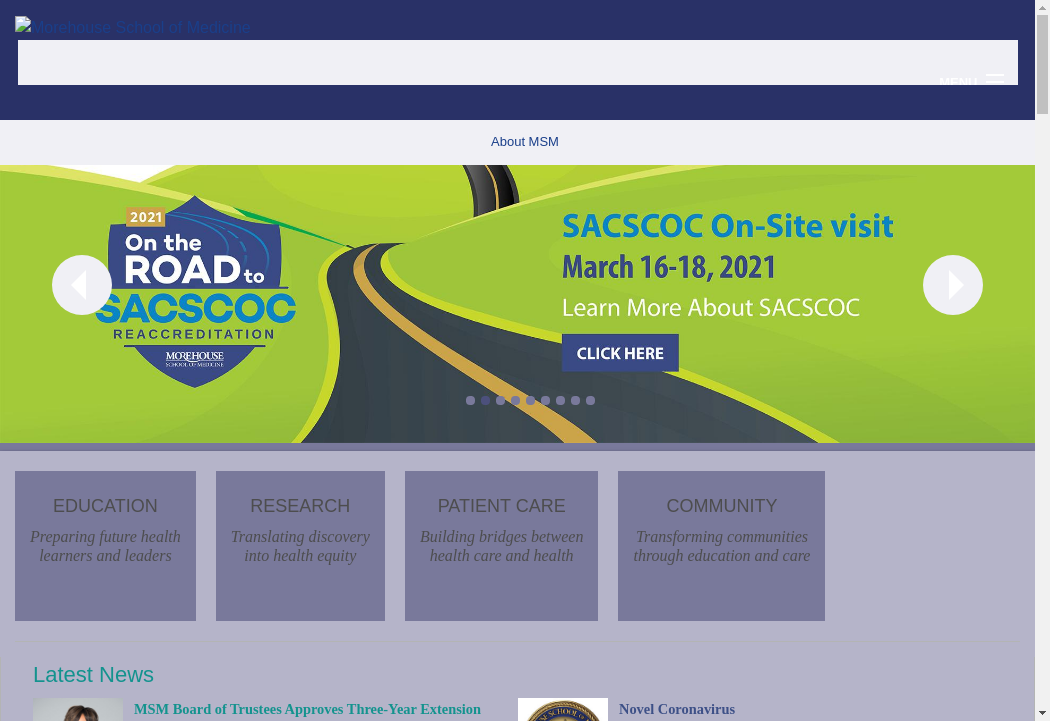 Morehouse School of Medicine
MENU
About MSM
2021
On the
ROAD to
SACSCOC
REACCREDITATION
MOREHOUSE
SCHOOL OF MEDICINE
SACSCOC On-Site visit
March 16-18, 2021
Learn More About SACSCOC
CLICK HERE
EDUCATION
Preparing future health
learners and leaders
RESEARCH
Translating discovery
into health equity
PATIENT CARE
Building bridges between
health care and health
COMMUNITY
Transforming communities
through education and care
Latest News
MSM Board of Trustees Approves Three-Year Extension
Novel Coronavirus